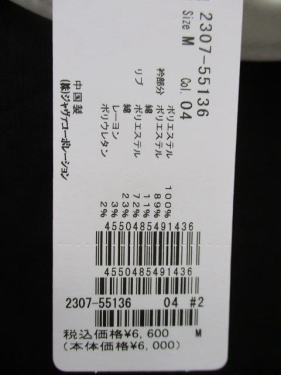 2307-55136
Size M Col. 04
ポリエステル 100%
衿部分 ポリエステル 89%
綿 11%
リブ ポリエステル 72%
綿 23%
レーヨン 3%
ポリウレタン 2%
中国製
(株)ジャヴァコーポレーション
4550485491436
4550485491436
2307-55136 04 #2
税込価格¥6,600 M
(本体価格¥6,000)